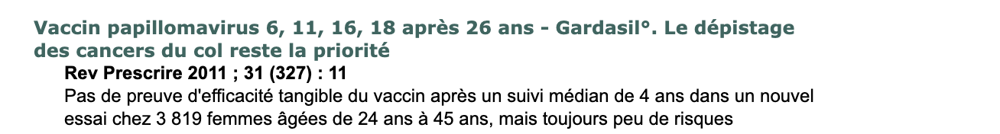 Vaccin papillomavirus 6, 11, 16, 18 après 26 ans - Gardasil°. Le dépistage
des cancers du col reste la priorité
Rev Prescrire 2011 ; 31 (327) : 11
Pas de preuve d'efficacité tangible du vaccin après un suivi médian de 4 ans dans un nouvel
essai chez 3 819 femmes âgées de 24 ans à 45 ans, mais toujours peu de risques